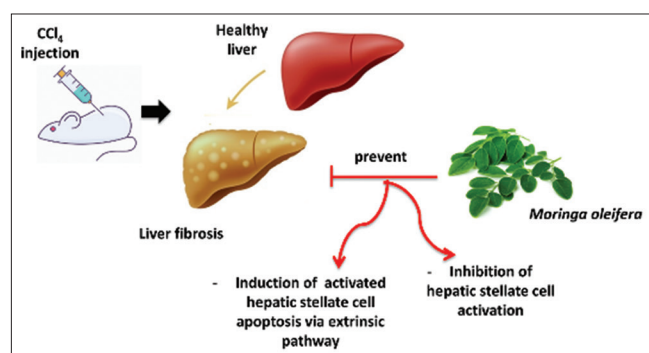 CCl4
injection
Healthy
liver
prevent
Liver fibrosis
Moringa oleifera
- Induction of activated
hepatic stellate cell
apoptosis via extrinsic
pathway
- Inhibition of
hepatic stellate cell
activation